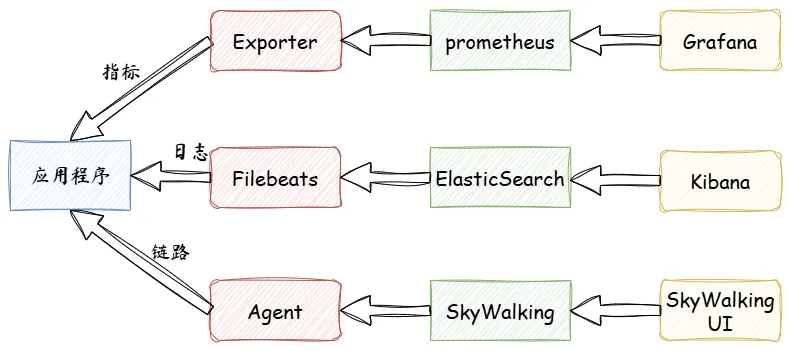 Exporter
prometheus
Grafana
指标
应用程序
日志
Filebeats
ElasticSearch
Kibana
链路
Agent
SkyWalking
SkyWalking
UI